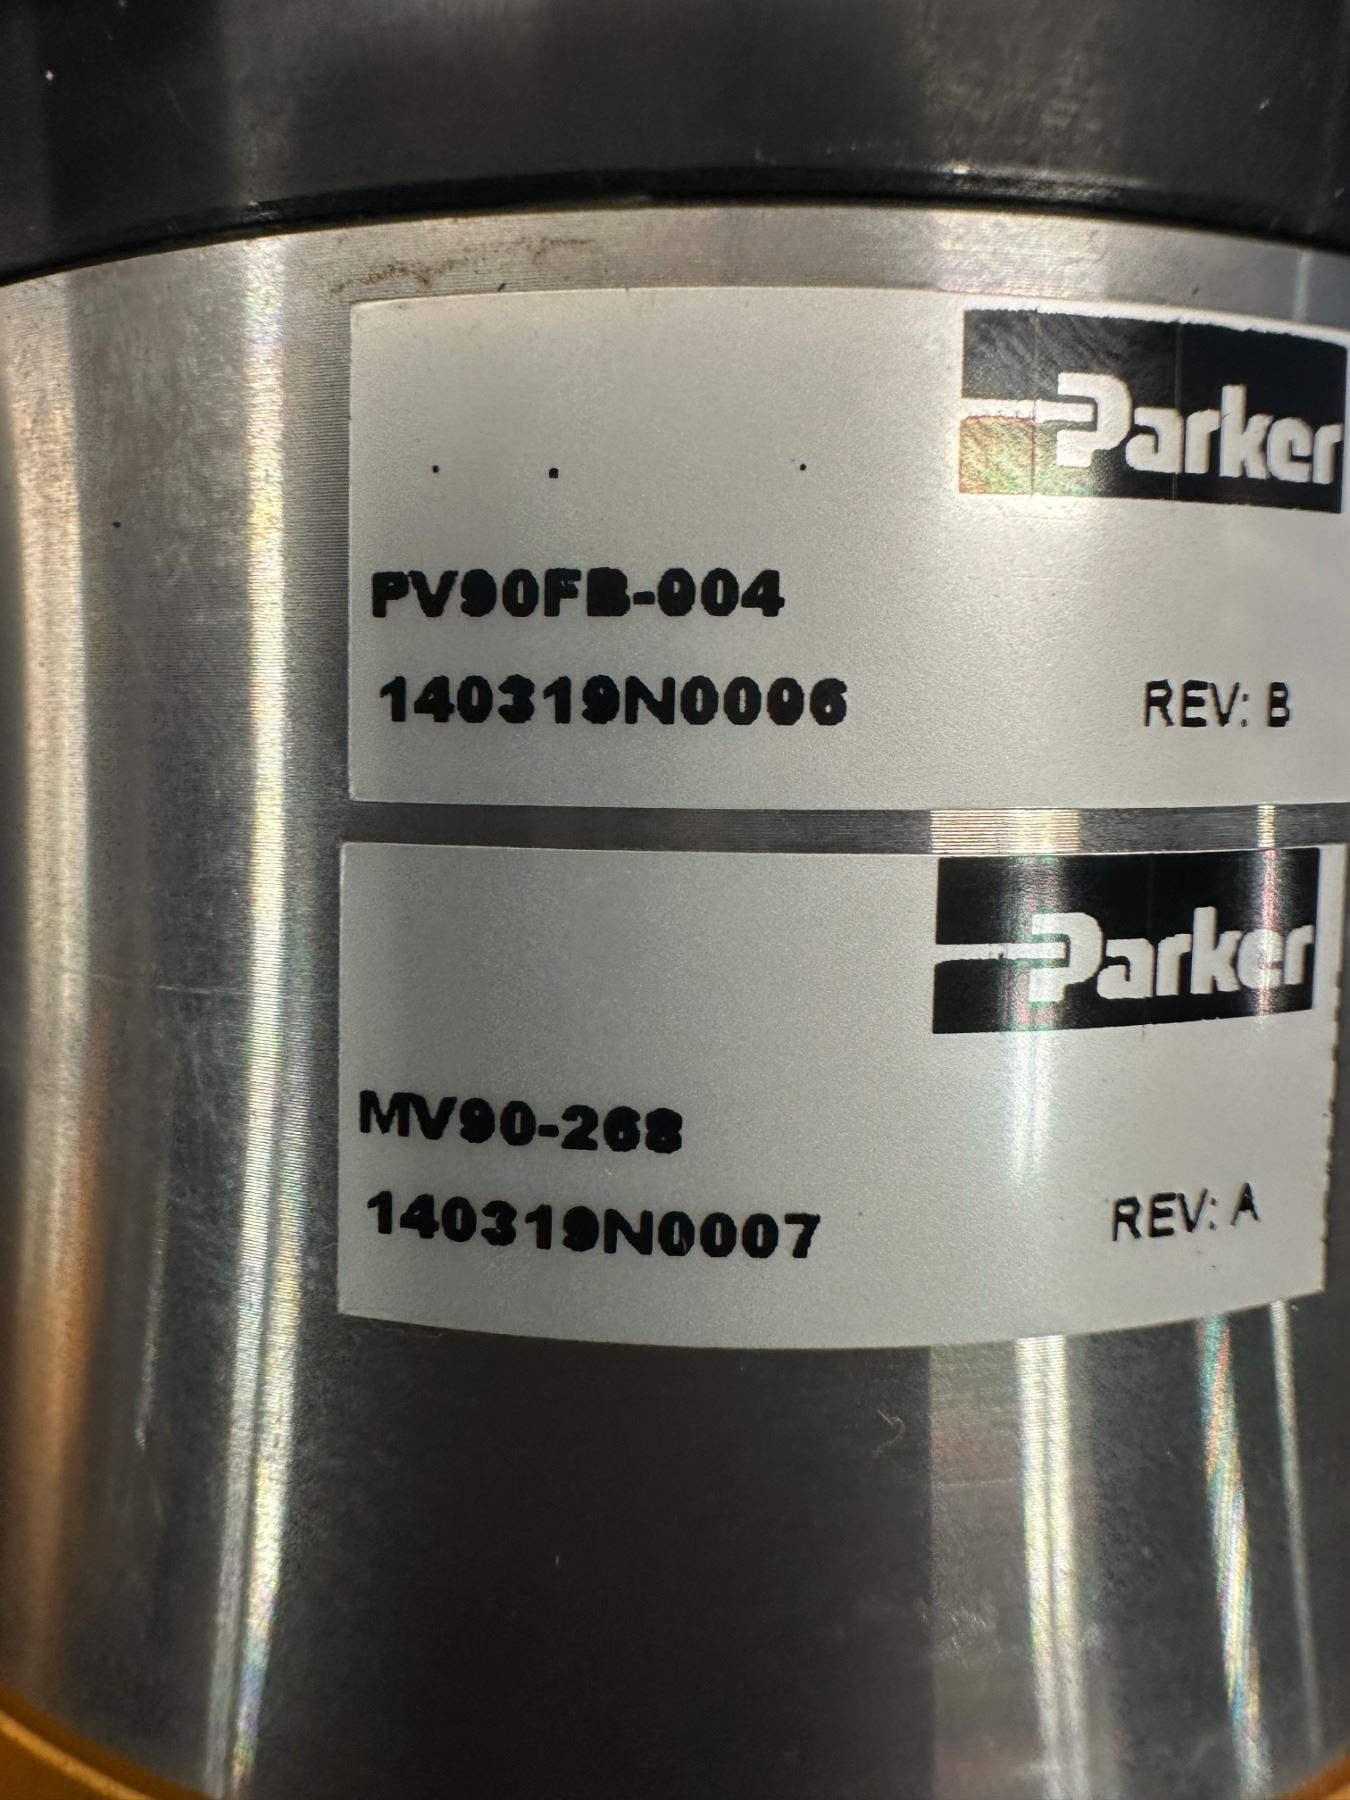 Parker
PV90FB-004
140319N0006 REV: B
Parker
MV90-268
140319N0007 REV: A